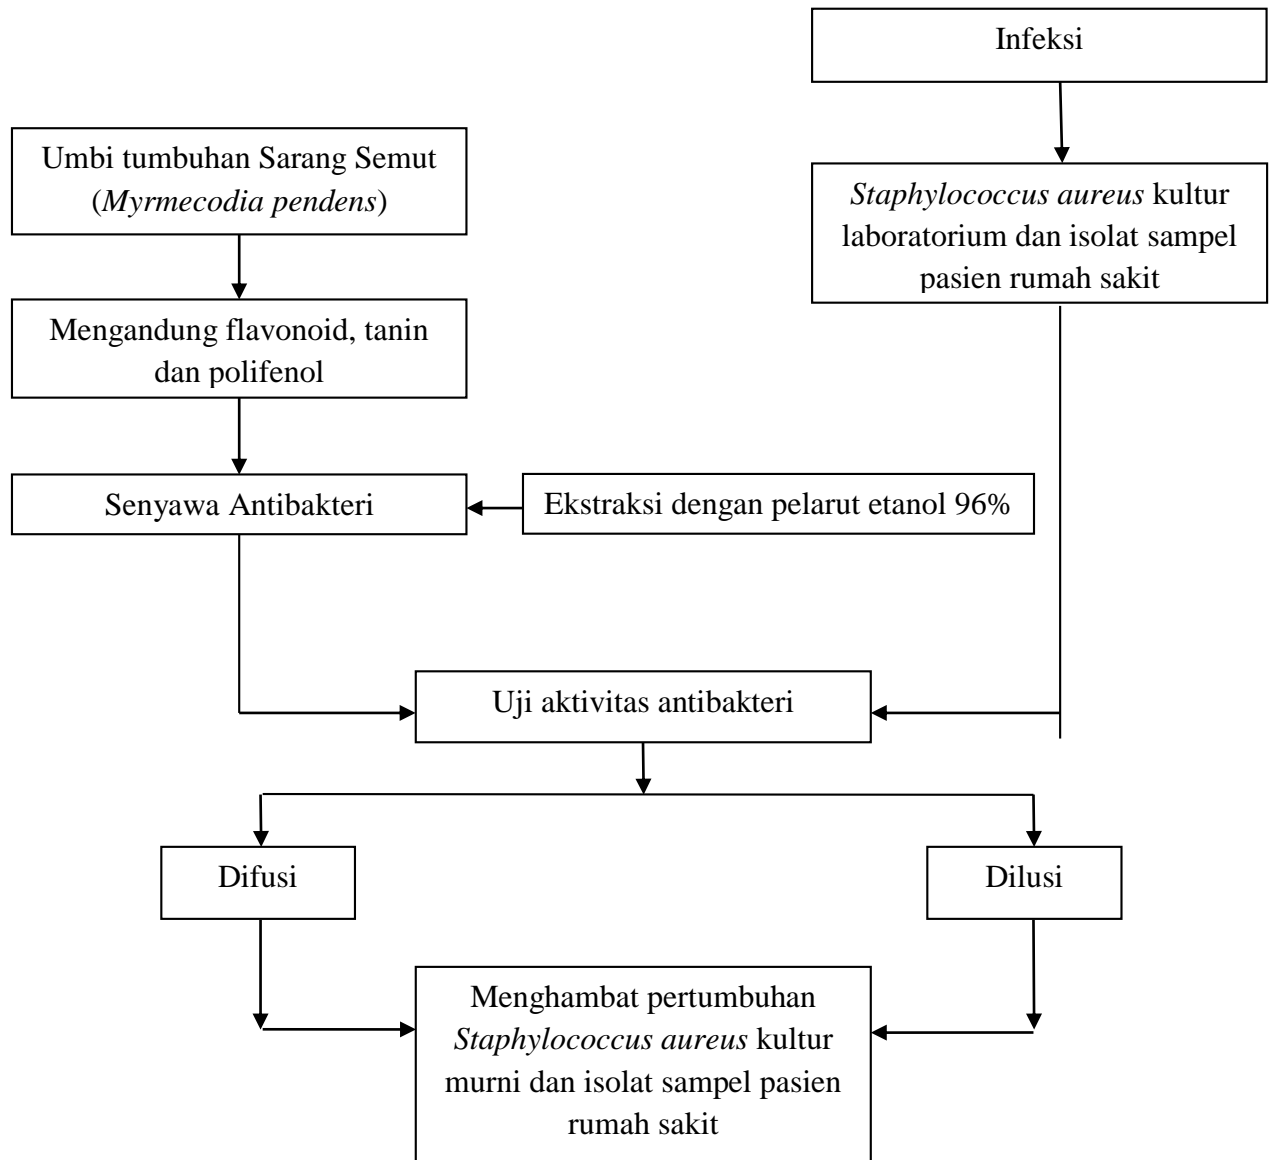 Infeksi
Umbi tumbuhan Sarang Semut
(Myrmecodia pendens)
Staphylococcus aureus kultur
laboratorium dan isolat sampel
pasien rumah sakit
Mengandung flavonoid, tanin
dan polifenol
Senyawa Antibakteri
Ekstraksi dengan pelarut etanol 96%
Uji aktivitas antibakteri
Difusi
Dilusi
Menghambat pertumbuhan
Staphylococcus aureus kultur
murni dan isolat sampel pasien
rumah sakit